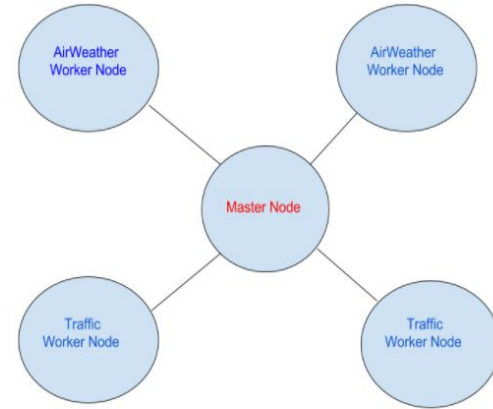 AirWeather
Worker Node
AirWeather
Worker Node
Master Node
Traffic
Worker Node
Traffic
Worker Node